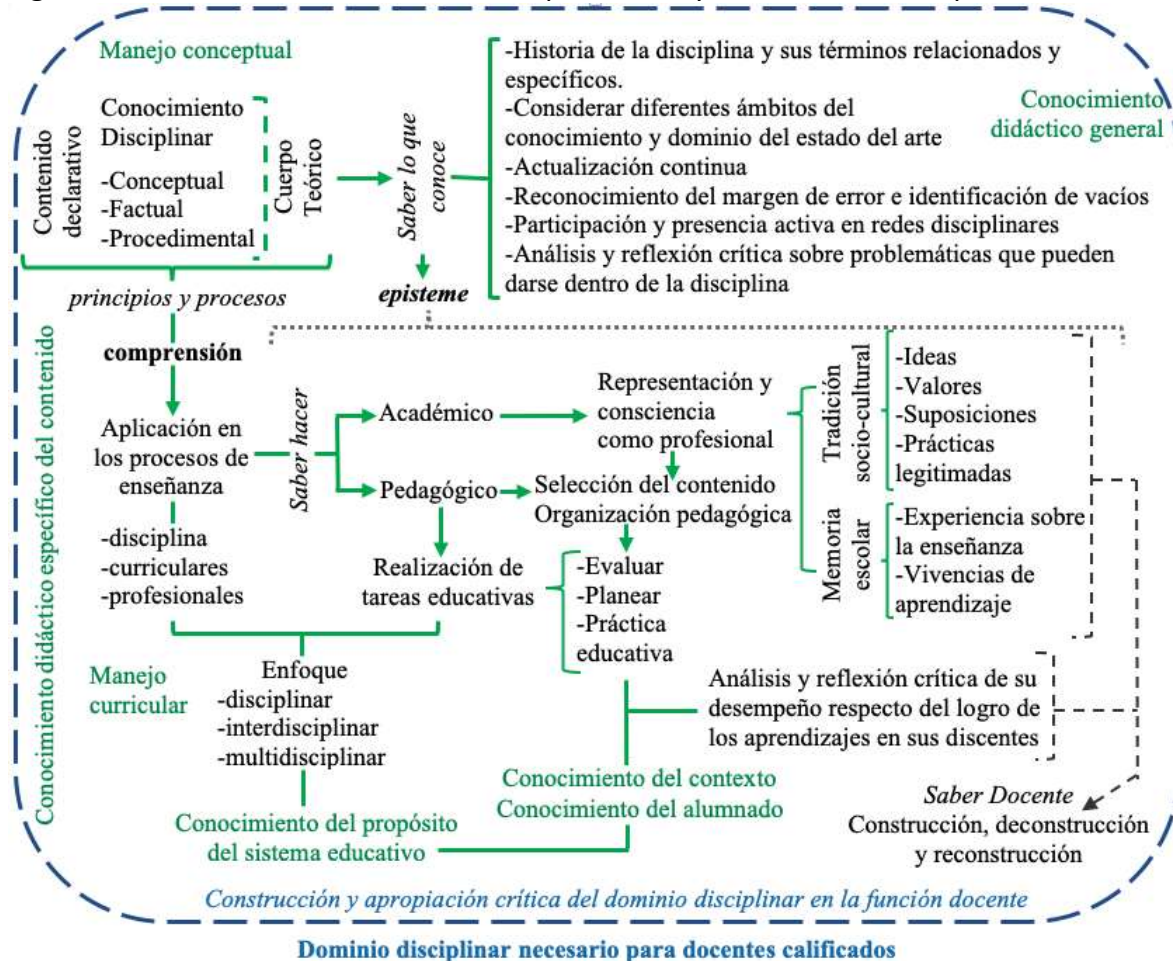 Manejo conceptual
Contenido
declarativo
Conocimiento
Disciplinar
-Conceptual
-Factual
-Procedimental
Cuerpo
Teórico
Saber lo que
conoce
-Historia de la disciplina y sus términos relacionados y
específicos.
-Considerar diferentes ámbitos del
conocimiento y dominio del estado del arte
-Actualización continua
-Reconocimiento del margen de error e identificación de vacíos
-Participación y presencia activa en redes disciplinares
-Análisis y reflexión crítica sobre problemáticas que pueden
darse dentro de la disciplina
Conocimiento
didáctico general
principios y procesos
episteme
Conocimiento didáctico específico del contenido
comprensión
Aplicación en
los procesos de
enseñanza
-disciplina
-curriculares
-profesionales
Saber hacer
Académico
Pedagógico
Representación y
consciencia
como profesional
Selección del contenido
Organización pedagógica
Realización de
tareas educativas
-Evaluar
-Planear
-Práctica
educativa
Tradición
socio-cultural
-Ideas
-Valores
-Suposiciones
-Prácticas
legitimadas
Memoria
escolar
-Experiencia sobre
la enseñanza
-Vivencias de
aprendizaje
Manejo
curricular
Enfoque
-disciplinar
-interdisciplinar
-multidisciplinar
Análisis y reflexión crítica de su
desempeño respecto del logro de
los aprendizajes en sus discentes
Conocimiento del contexto
Conocimiento del alumnado
Conocimiento del propósito
del sistema educativo
Saber Docente
Construcción, deconstrucción
y reconstrucción
Construcción y apropiación crítica del dominio disciplinar en la función docente
Dominio disciplinar necesario para docentes calificados